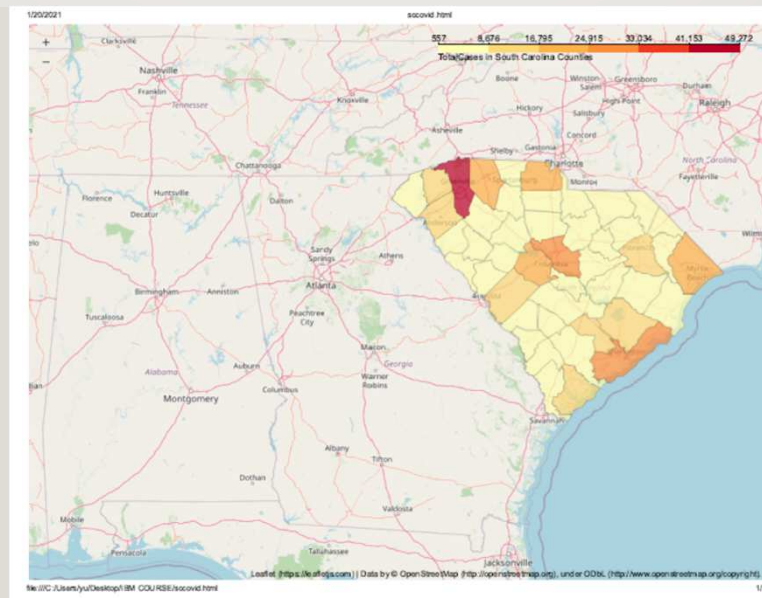 1/20/2021
socovid.html
+
−
557 8,676 16,795 24,915 33,034 41,153 49,272
Total Cases in South Carolina Counties
Clarksville
Nashville
Franklin
Tennessee
Knoxville
Boone
Winston-Salem
Greensboro
High Point
Durham
Raleigh
Hickory
Salisbury
Asheville
Concord
Shelby
Gastonia
Charlotte
Monroe
North Carolina
Fayetteville
Chattanooga
Huntsville
Florence
Decatur
Dalton
Sandy Springs
Athens
Atlanta
Birmingham
Anniston
Tuscaloosa
Peachtree City
Macon
Georgia
Warner Robins
Auburn
Columbus
Alabama
Montgomery
Myrtle Beach
Savannah
Albany
Tifton
Dothan
Valdosta
Mobile
Pensacola
Tallahassee
Jacksonville
Leaflet (https://leafletjs.com) | Data by © OpenStreetMap (http://openstreetmap.org), under ODbL (http://www.openstreetmap.org/copyright).
file:///C:/Users/yu/Desktop/IBM COURSE/socovid.html
1/